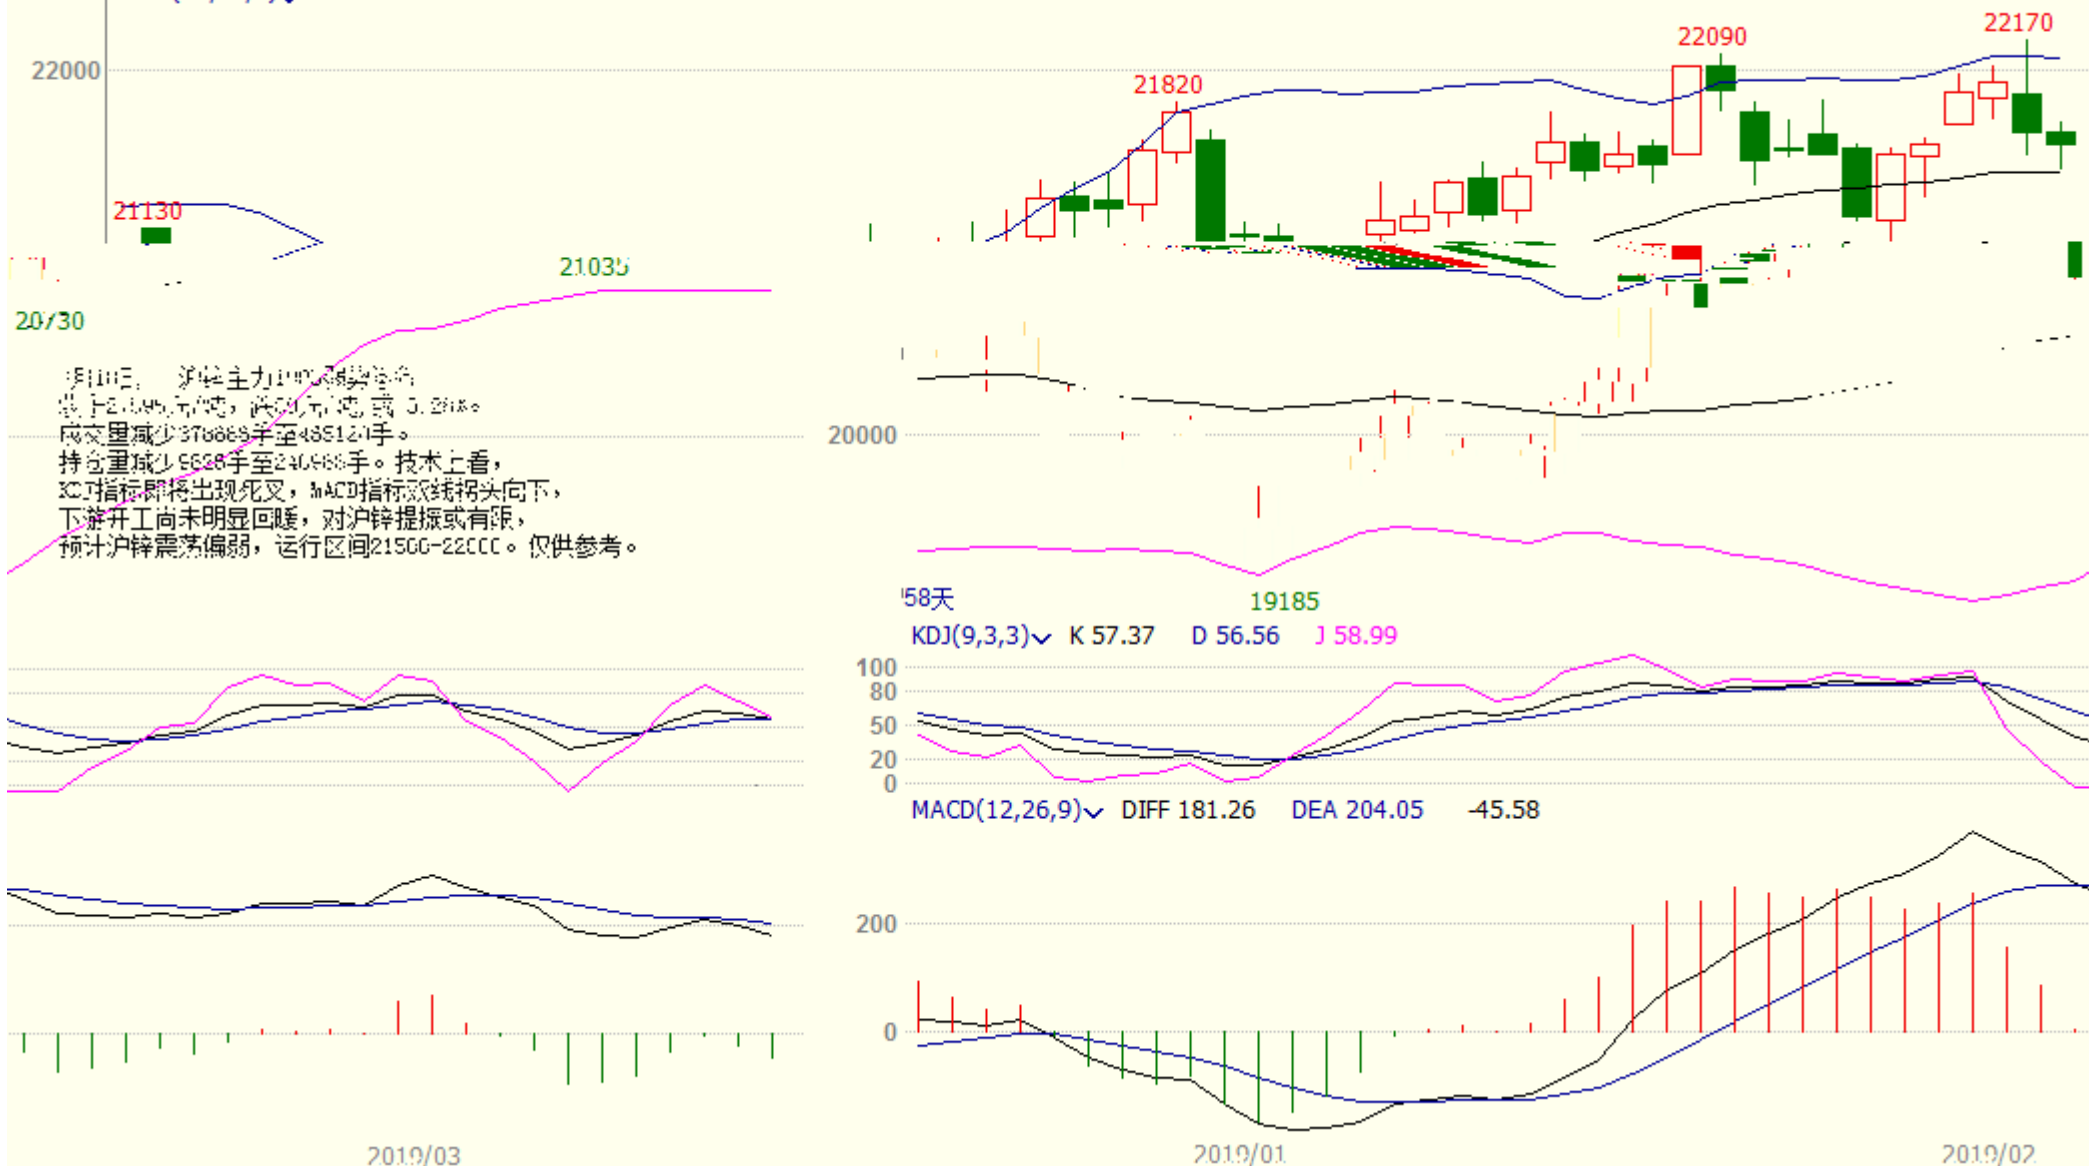 22170
22090
22000
21820
21130
21035
20730
成交量减少手至手。
持仓量减少手至手。技术上看，
KDJ指标即将出现死叉，MACD指标双线拐头向下，
下游开工尚未明显回暖，对沪锌提振或有限，
预计沪锌震荡偏弱，运行区间。仅供参考。
20000
58天
19185
KDJ(9,3,3) K 57.37 D 56.56 J 58.99
100
80
50
20
0
MACD(12,26,9) DIFF 181.26 DEA 204.05 -45.58
200
0
2019/03
2019/01
2019/02